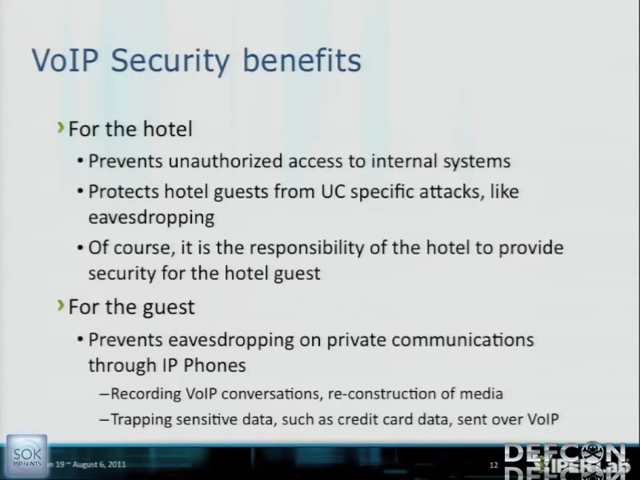 VoIP Security benefits
For the hotel
• Prevents unauthorized access to internal systems
• Protects hotel guests from UC specific attacks, like
eavesdropping
• Of course, it is the responsibility of the hotel to provide
security for the hotel guest
For the guest
• Prevents eavesdropping on private communications
through IP Phones
–Recording VoIP conversations, re-construction of media
–Trapping sensitive data, such as credit card data, sent over VoIP
SOK
PRESENTS
19 ~ August 6, 2011
12
DEFCON